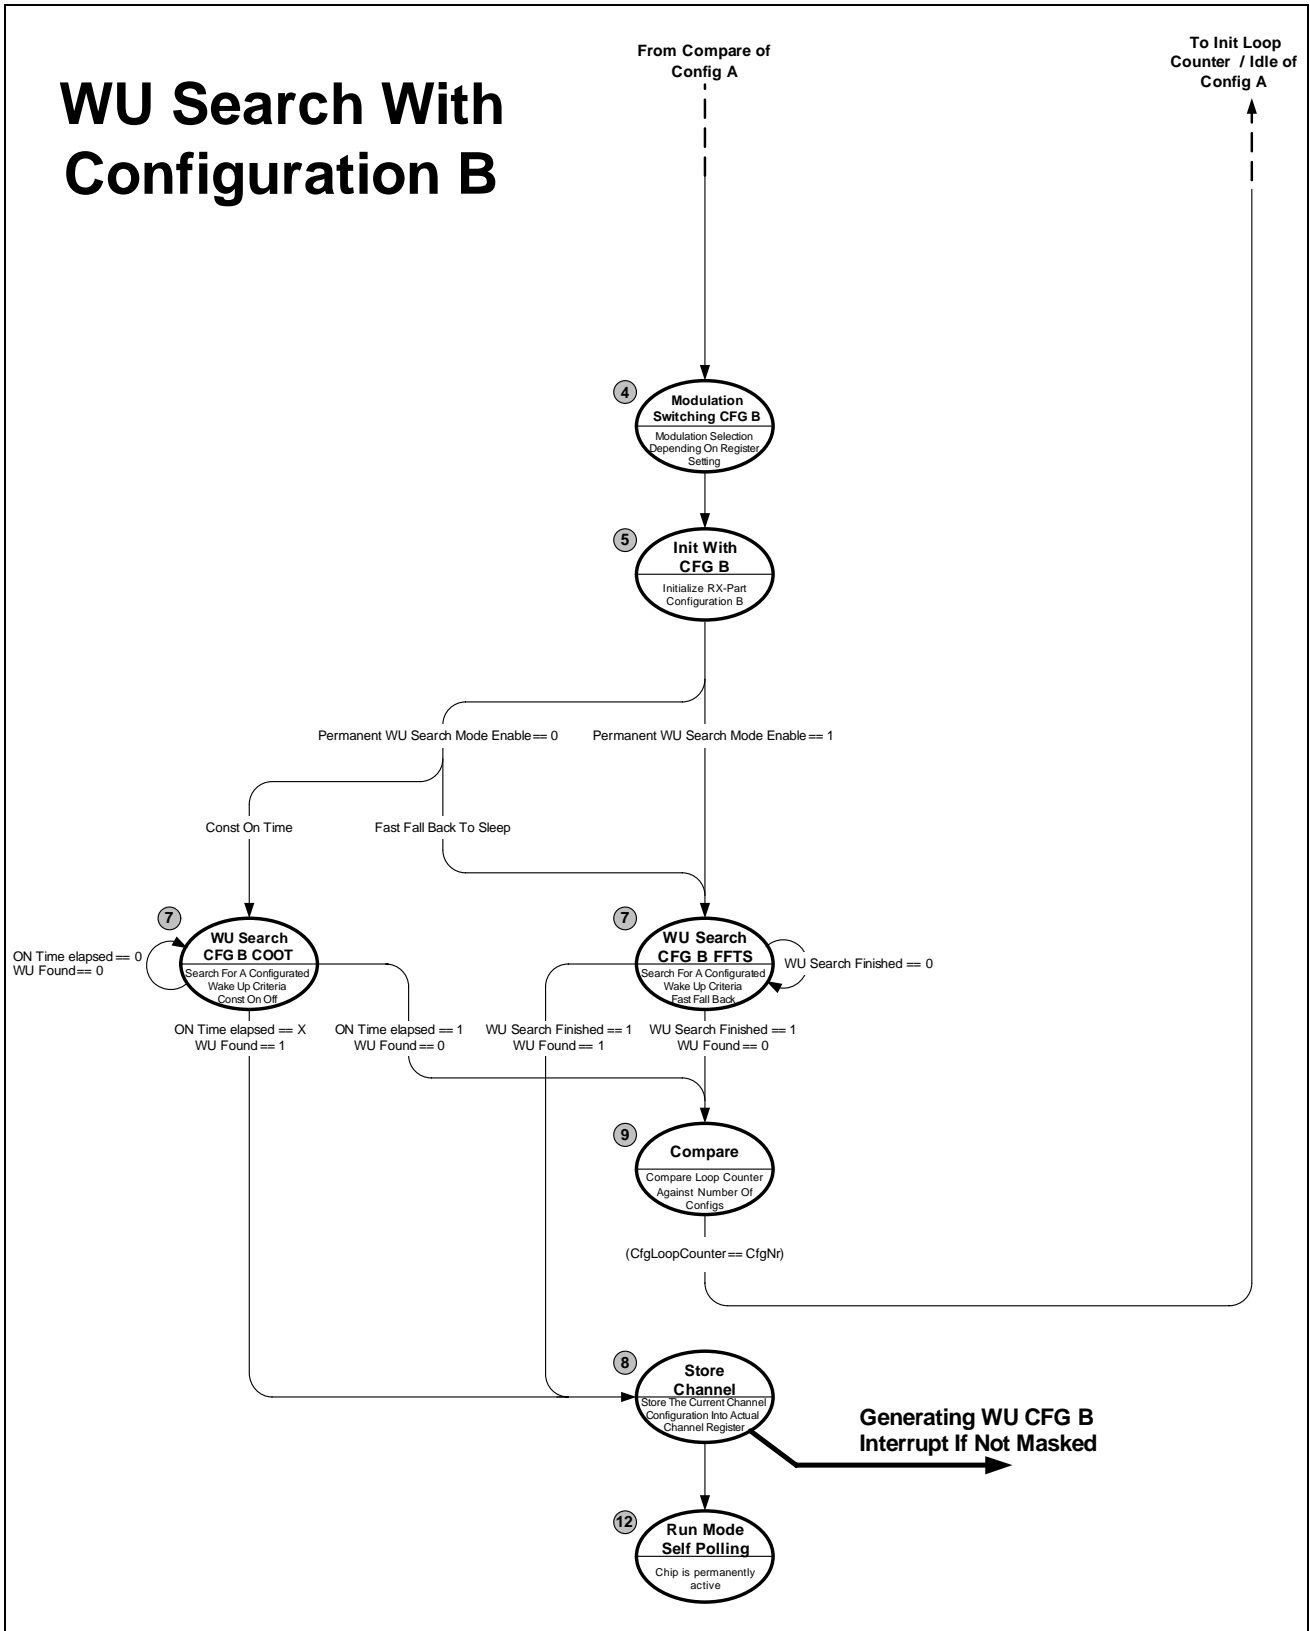 WU Search With
Configuration B
From Compare of
Config A
To Init Loop
Counter / Idle of
Config A
4
Modulation
Switching CFG B
Modulation Selection
Depending On Register
Setting
5
Init With
CFG B
Initialize RX-Part
Configuration B
Permanent WU Search Mode Enable == 0
Permanent WU Search Mode Enable == 1
Const On Time
Fast Fall Back To Sleep
7
WU Search
CFG B COOT
Search For A Configurated
Wake Up Criteria
Const On Off
ON Time elapsed == 0
WU Found == 0
7
WU Search
CFG B FFTS
Search For A Configurated
Wake Up Criteria
Fast Fall Back
WU Search Finished == 0
ON Time elapsed == X
WU Found == 1
ON Time elapsed == 1
WU Found == 0
WU Search Finished == 1
WU Found == 1
WU Search Finished == 1
WU Found == 0
9
Compare
Compare Loop Counter
Against Number Of
Configs
(CfgLoopCounter == CfgNr)
8
Store
Channel
Store The Current Channel
Configuration Into Actual
Channel Register
Generating WU CFG B
Interrupt If Not Masked
12
Run Mode
Self Polling
Chip is permanently
active